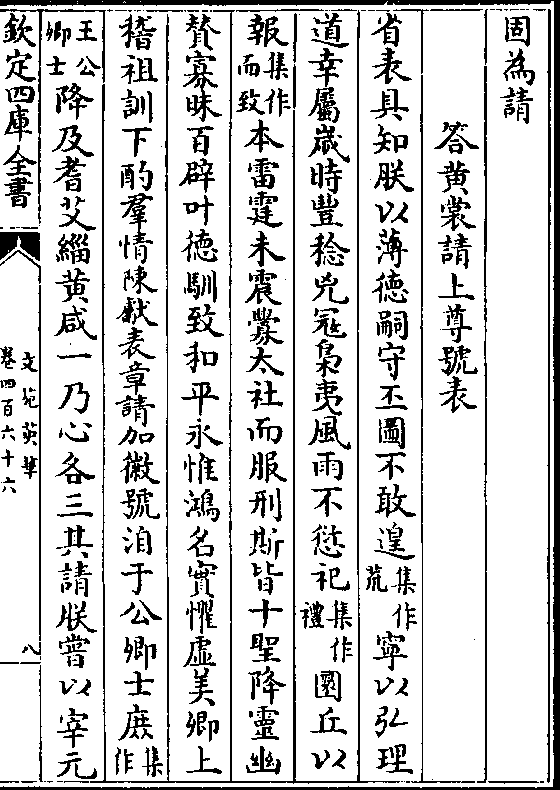 固為請
答黄裳請上尊號表
省表具知朕以薄德嗣守丕圖不敢遑集作荒寧以弘理
道幸屬嵗時豐稔兇冦梟夷風雨不愆祀集作禮圜丘以
報集作而致本雷霆未震釁太社而服刑斯皆十聖降靈幽
賛寡昧百辟叶徳馴致和平永惟鴻名實懼虚美卿上
稽祖訓下酌羣情陳獻表章請加徽號洎于公卿士庶集作
王公卿士降及耆艾緇黄咸一乃心各三其請朕嘗以宰元
欽定四庫全書
文苑英華
卷四百六十六
八